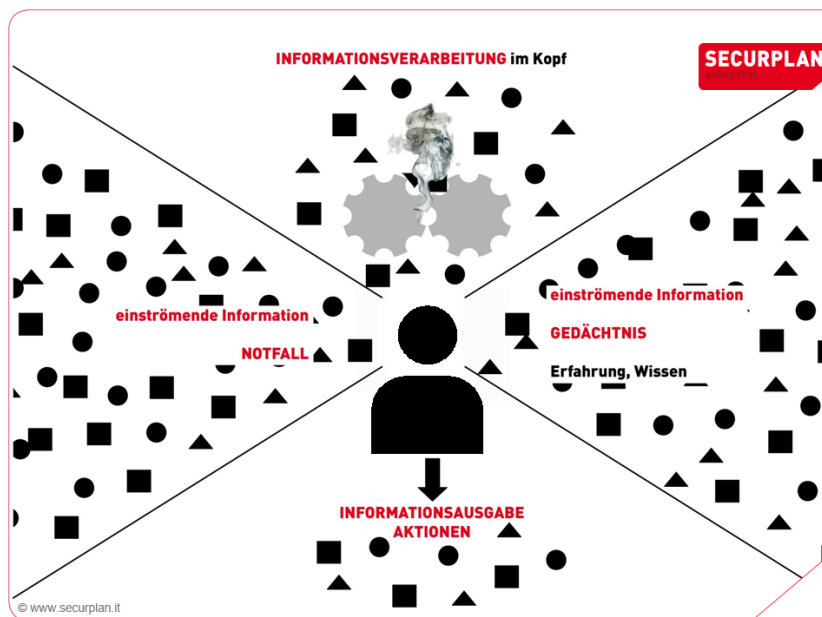 INFORMATIONSVERARBEITUNG im Kopf
SECURPLAN
safety first
einströmende Information
NOTFALL
einströmende Information
GEDÄCHTNIS
Erfahrung, Wissen
INFORMATIONSAUSGABE
AKTIONEN
© www.securplan.it